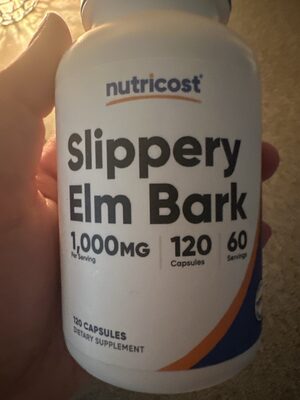 nutricost®
Slippery
Elm Bark
1,000MG 120 60
Per Serving Capsules Servings
120 CAPSULES
DIETARY SUPPLEMENT